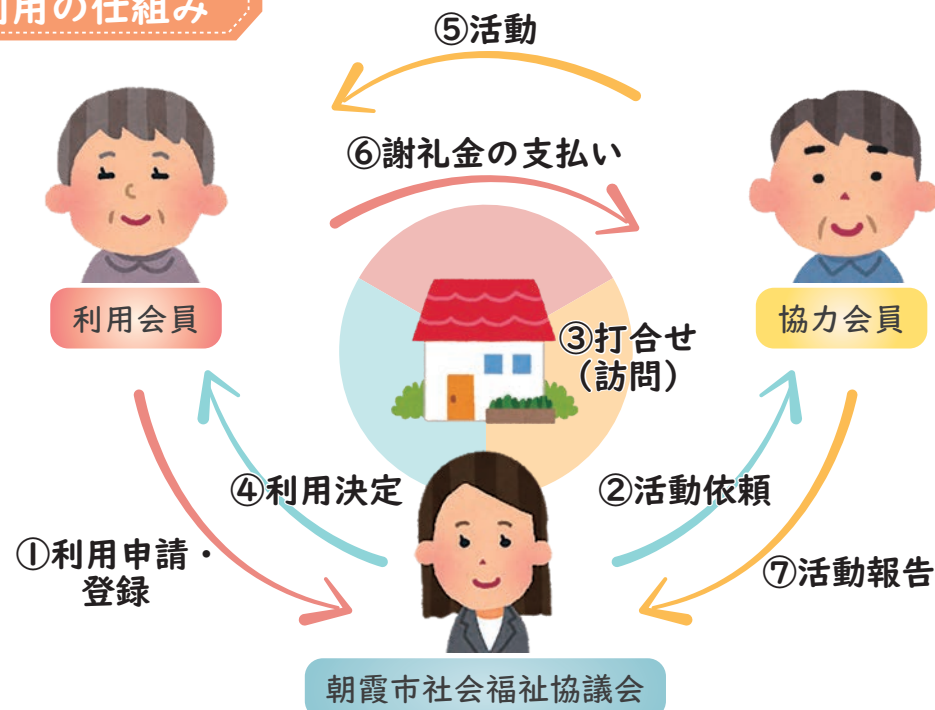 用の仕組み
⑤活動
⑥謝礼金の支払い
利用会員
協力会員
③打合せ
（訪問）
④利用決定
②活動依頼
①利用申請・
登録
⑦活動報告
朝霞市社会福祉協議会